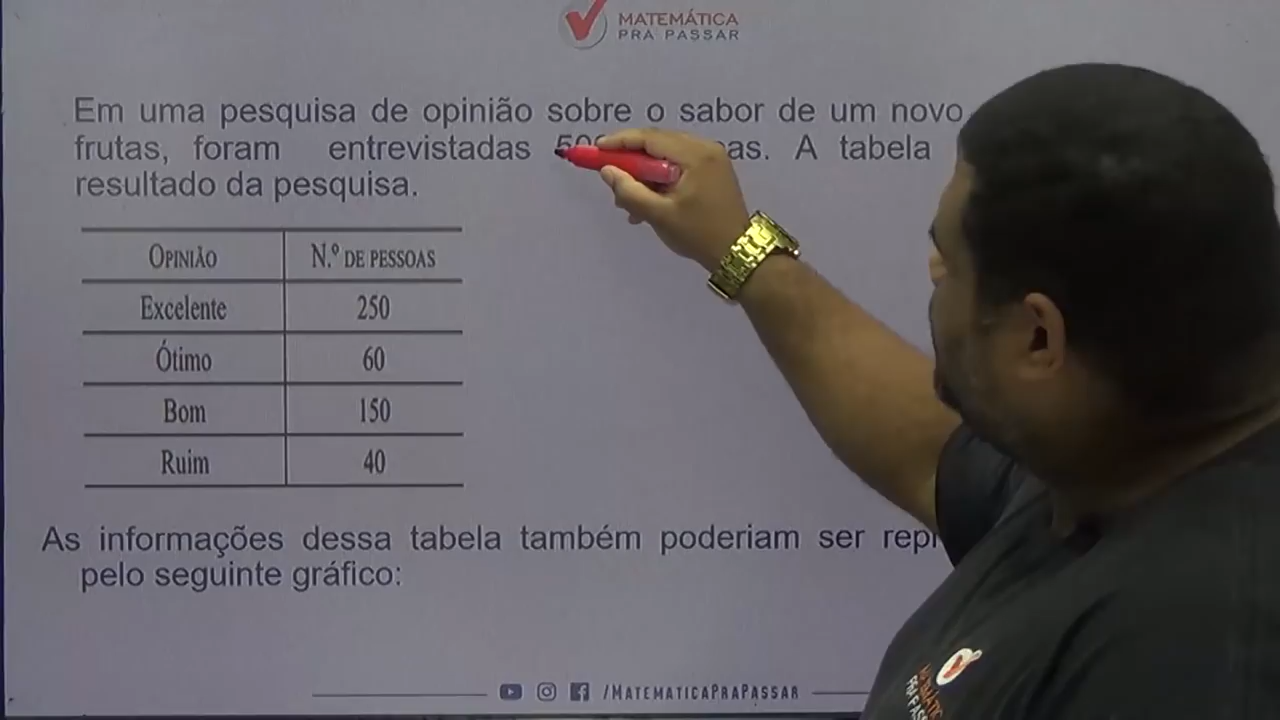 MATEMÁTICA
PRA PASSAR
Em uma pesquisa de opinião sobre o sabor de um novo
frutas, foram entrevistadas A tabela
resultado da pesquisa.
OPINIÃO N.º DE PESSOAS
Excelente 250
Ótimo 60
Bom 150
Ruim 40
As informações dessa tabela também poderiam ser
pelo seguinte gráfico:
/MATEMATICAPRAPASSAR